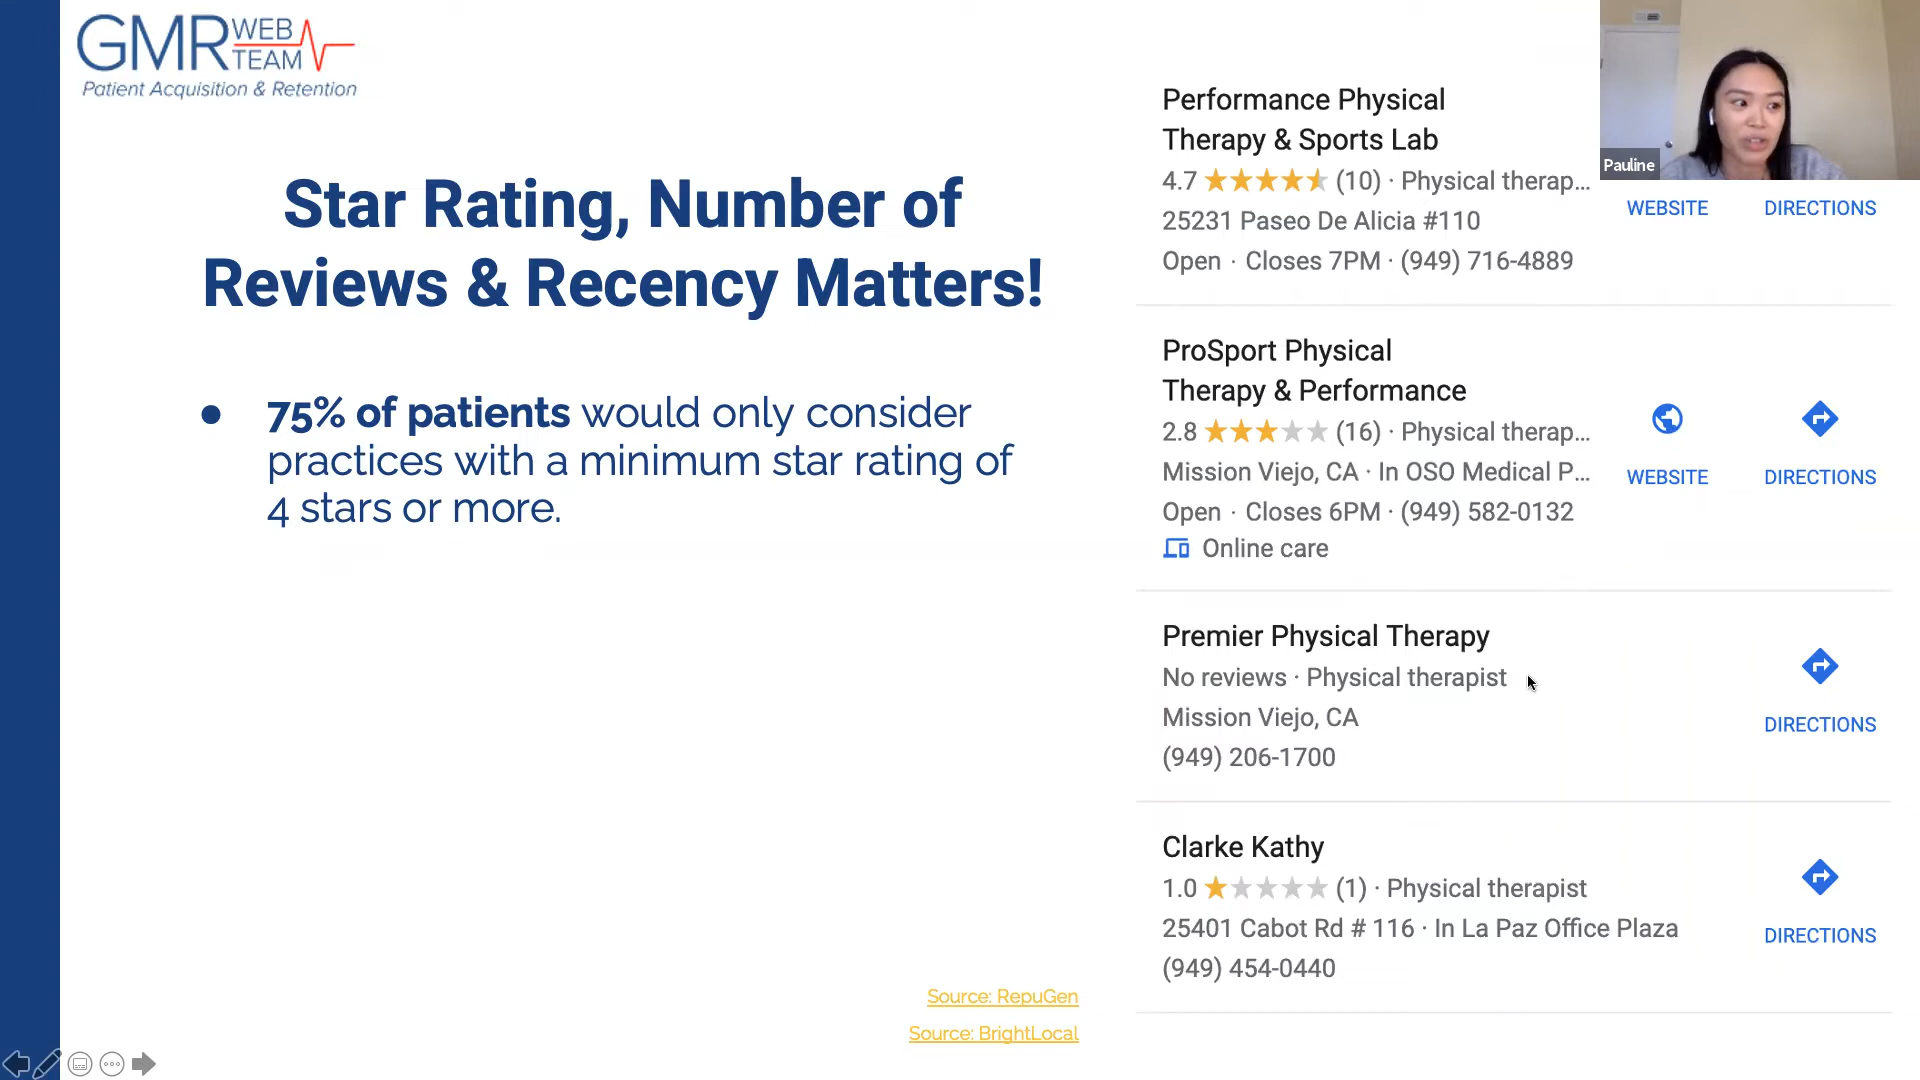 GMR WEB TEAM
Patient Acquisition & Retention
Star Rating, Number of
Reviews & Recency Matters!
● 75% of patients would only consider
practices with a minimum star rating of
4 stars or more.
Source: RepuGen
Source: BrightLocal
Performance Physical
Therapy & Sports Lab
4.7 ★★★★★ (10) · Physical therap...
25231 Paseo De Alicia #110
Open · Closes 7PM · (949) 716-4889
WEBSITE
DIRECTIONS
ProSport Physical
Therapy & Performance
2.8 ★★★★★ (16) · Physical therap...
Mission Viejo, CA · In OSO Medical P...
Open · Closes 6PM · (949) 582-0132
Online care
WEBSITE
DIRECTIONS
Premier Physical Therapy
No reviews · Physical therapist
Mission Viejo, CA
(949) 206-1700
DIRECTIONS
Clarke Kathy
1.0 ★★★★★ (1) · Physical therapist
25401 Cabot Rd # 116 · In La Paz Office Plaza
(949) 454-0440
DIRECTIONS
Pauline